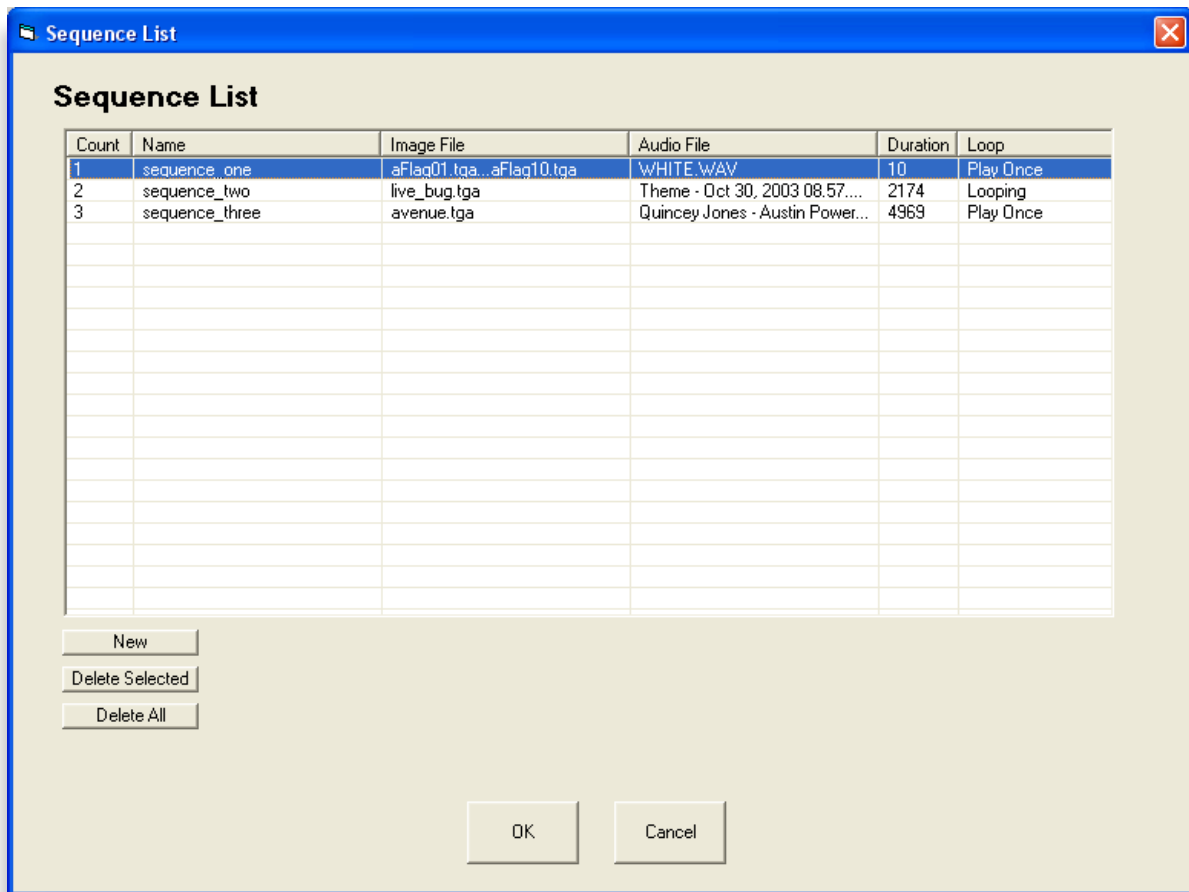 Sequence List
Sequence List
Count Name Image File Audio File Duration Loop
1 sequence_one aFlag01.tga...aFlag10.tga WHITE.WAV 10 Play Once
2 sequence_two live_bug.tga Theme - Oct 30, 2003 08.57.... 2174 Looping
3 sequence_three avenue.tga Quincey Jones - Austin Power... 4969 Play Once
New
Delete Selected
Delete All
OK Cancel